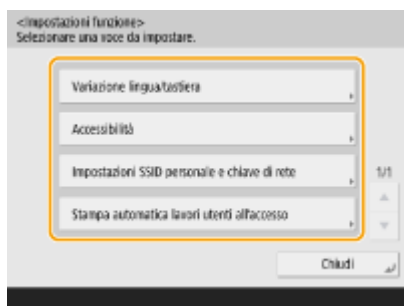 <Impostazioni funzione>
Selezionare una voce da impostare.
Variazione lingua/tastiera
Accessibilità
Impostazioni SSID personale e chiave di rete
1/1
Stampa automatica lavori utenti all'accesso
Chiudi